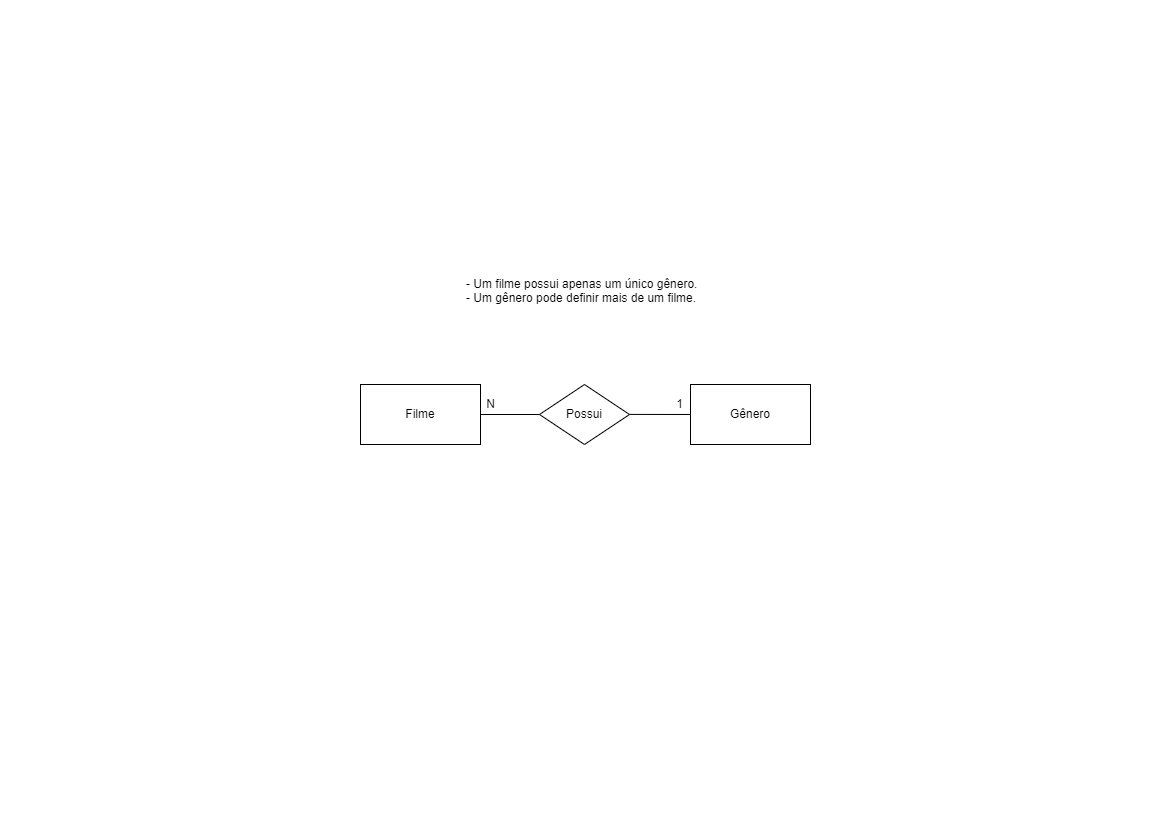 - Um filme possui apenas um único gênero.
- Um gênero pode definir mais de um filme.
Filme
N
Possui
1
Gênero